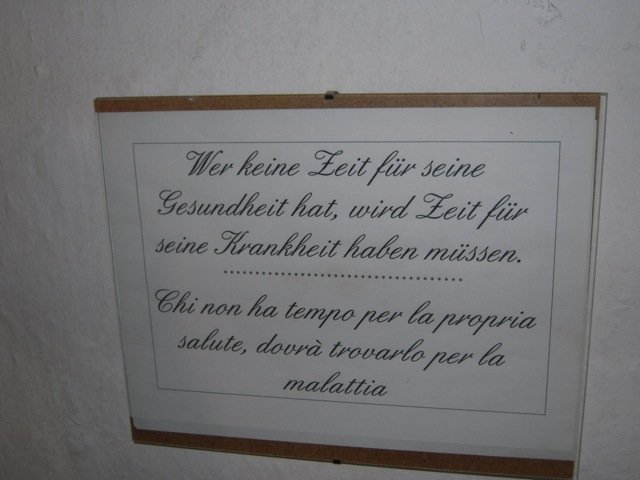 Wer keine Zeit für seine
Gesundheit hat, wird Zeit für
seine Krankheit haben müssen.
Chi non ha tempo per la propria
salute, dovrà trovarlo per la
malattia